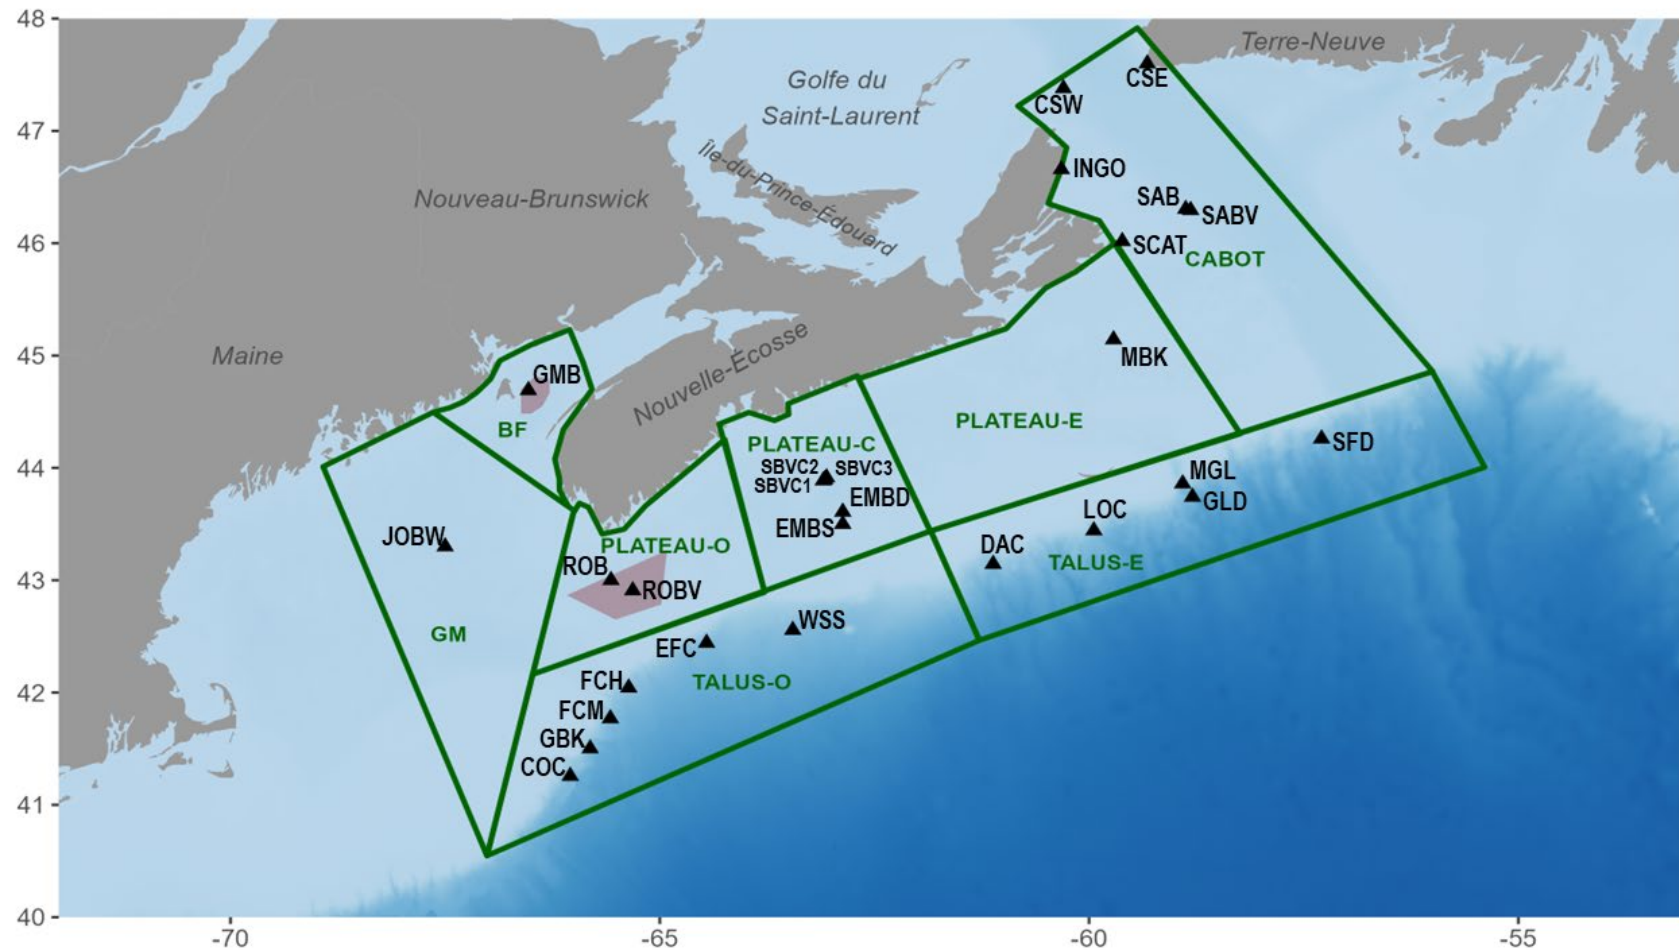 48
47
46
45
44
43
42
41
40
-70
-65
-60
-55
Terre-Neuve
Golfe du
Saint-Laurent
Île-du-Prince-Édouard
Nouveau-Brunswick
Maine
Nouvelle-Écosse
CSE
CSW
INGO
SAB
SABV
SCAT
CABOT
MBK
GMB
BF
PLATEAU-E
PLATEAU-C
SBVC2
SBVC3
SBVC1
EMBD
EMBS
SFD
MGL
GLD
LOC
DAC
TALUS-E
JOBW
PLATEAU-O
ROB
ROBV
GM
WSS
EFC
TALUS-O
FCH
FCM
GBK
COC